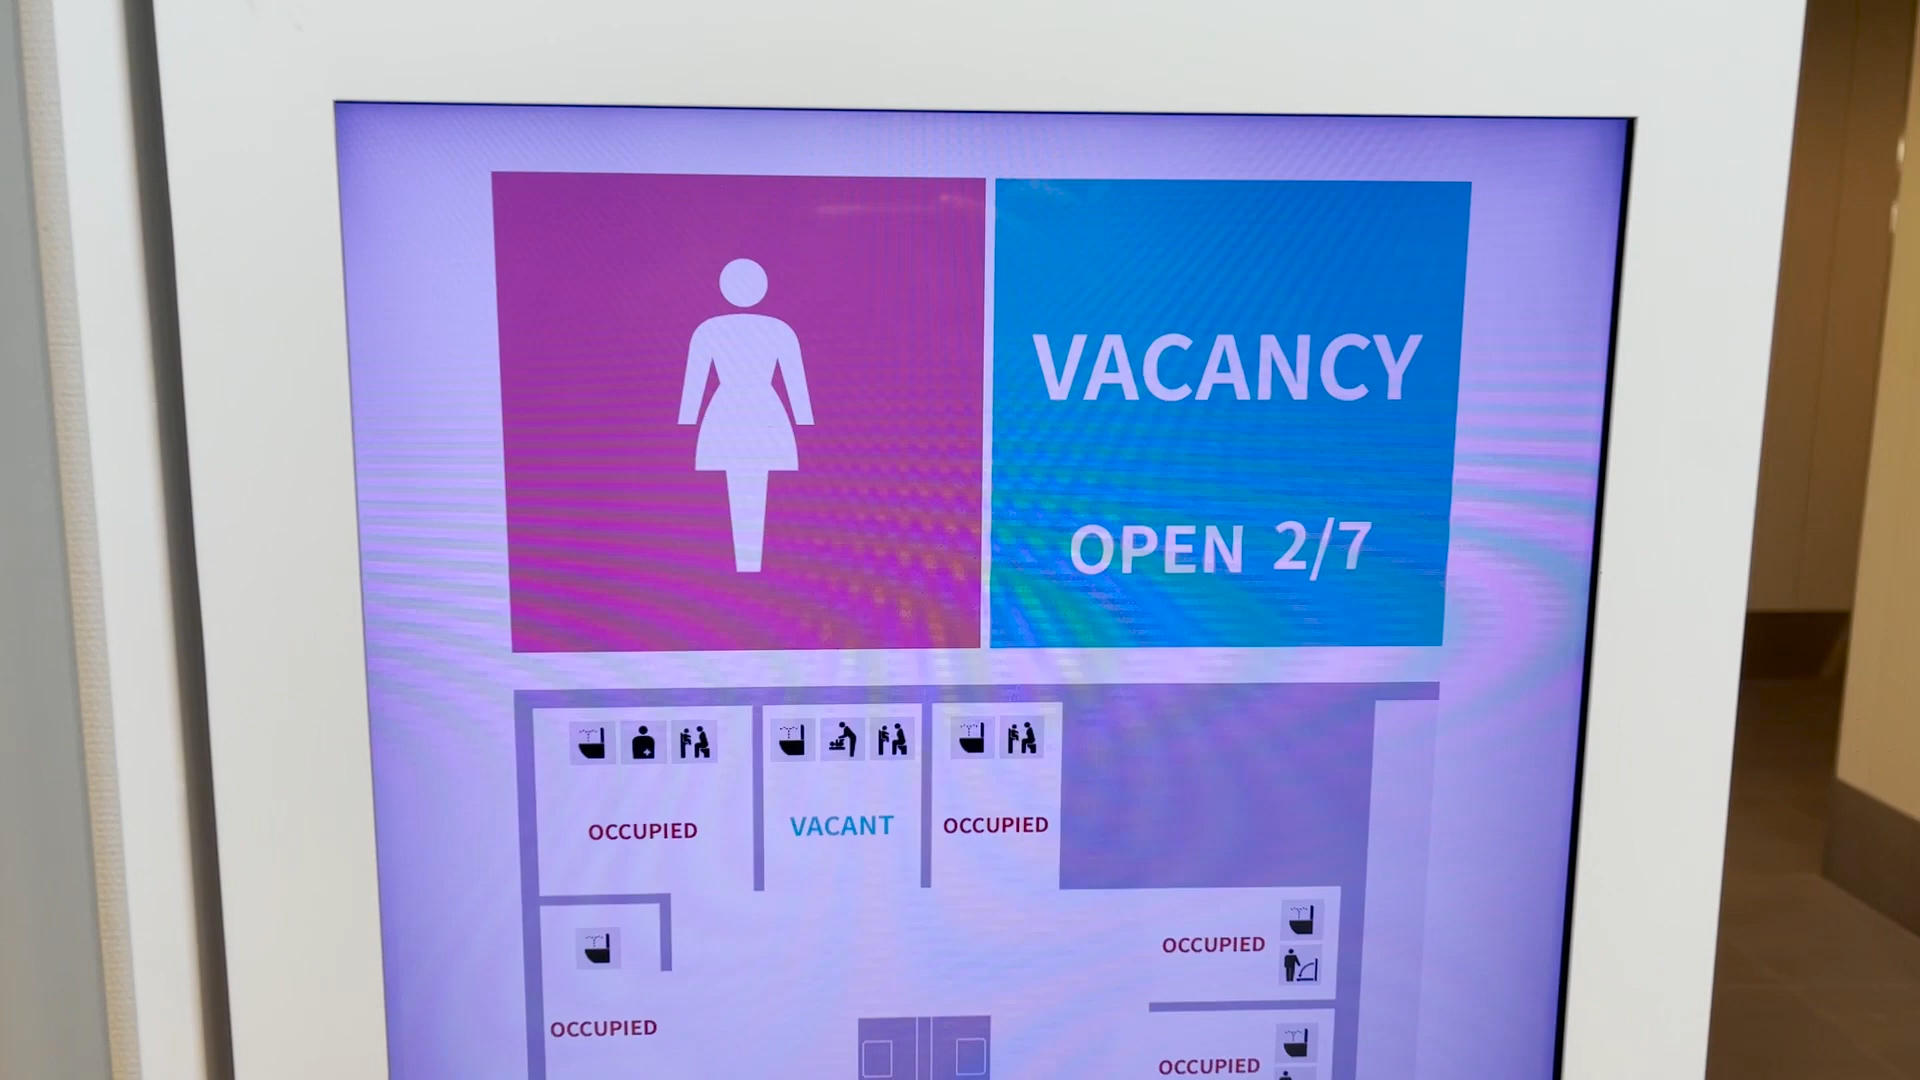 VACANCY
OPEN 2/7
OCCUPIED
VACANT
OCCUPIED
OCCUPIED
OCCUPIED
OCCUPIED